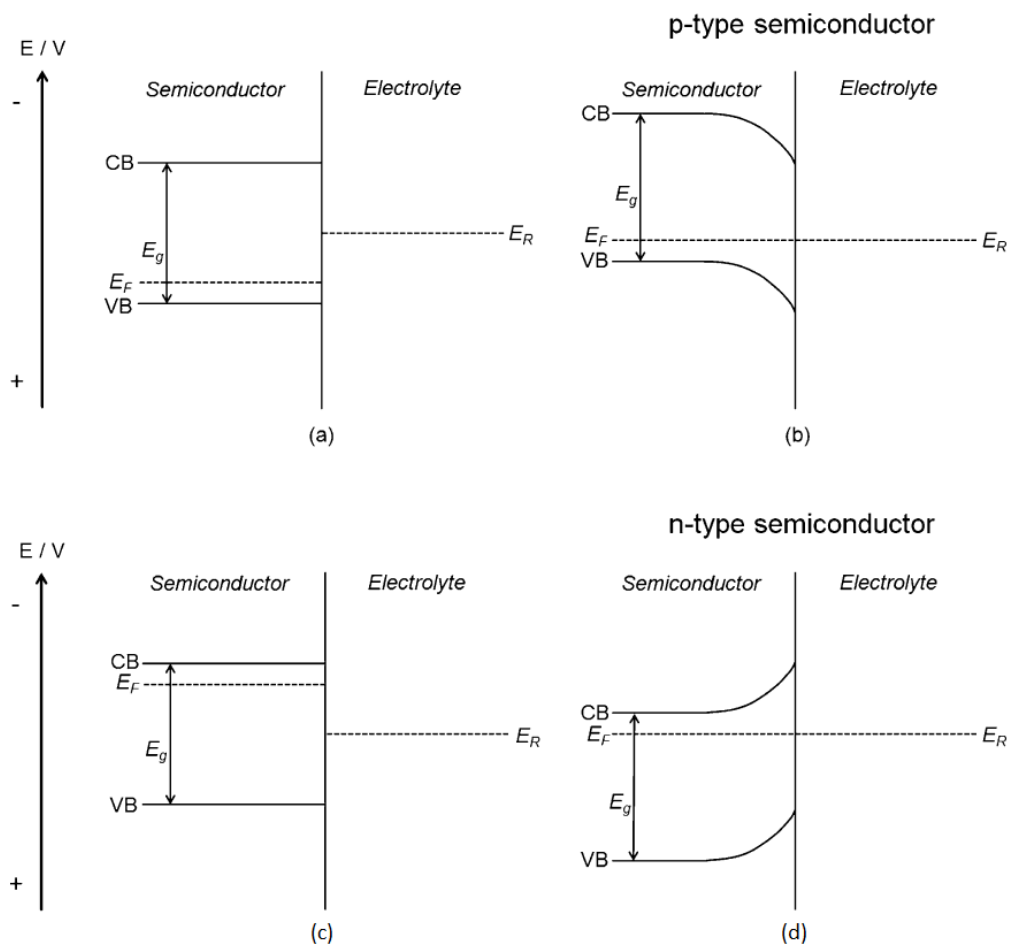 p-type semiconductor
E / V
Semiconductor Electrolyte
Semiconductor Electrolyte
-
CB
CB
E_R
E_g
E_g
E_F
E_R
E_F
VB
VB
+
(a)
(b)
n-type semiconductor
E / V
Semiconductor Electrolyte
Semiconductor Electrolyte
-
CB
E_F
CB
E_F
E_R
E_R
E_g
E_g
VB
VB
+
(c)
(d)